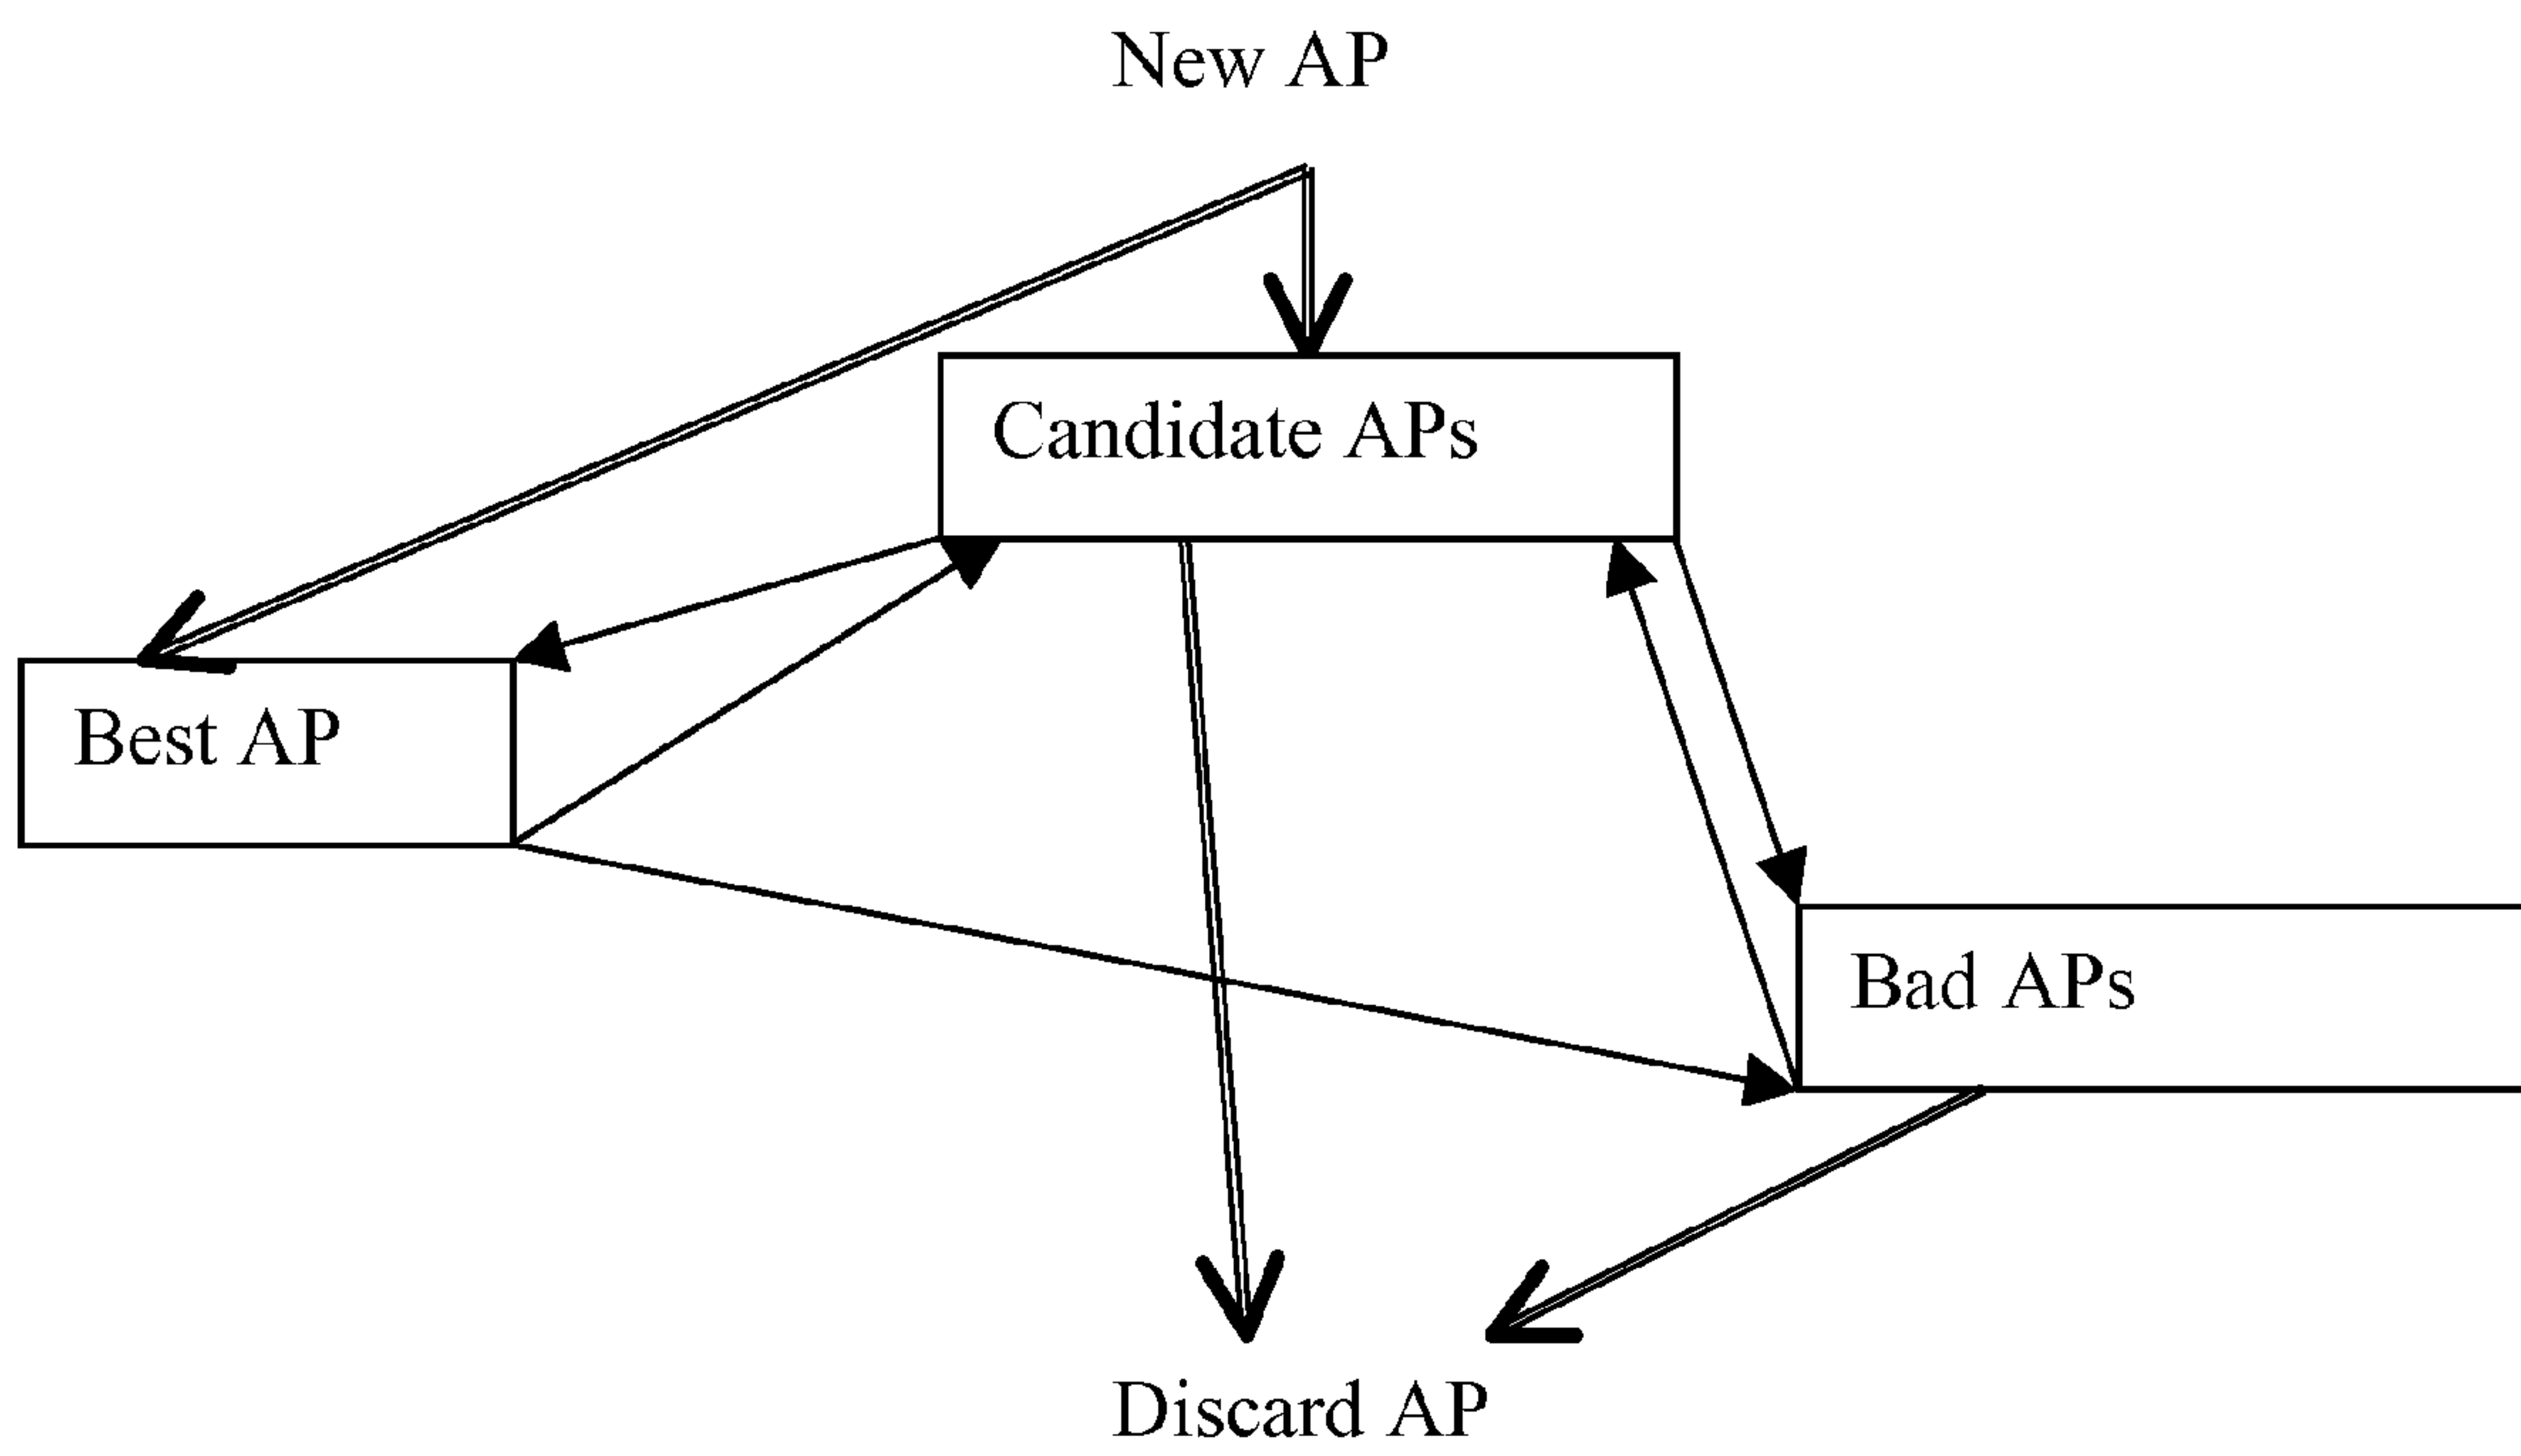 New AP
Candidate APs
Best AP
Bad APs
Discard AP